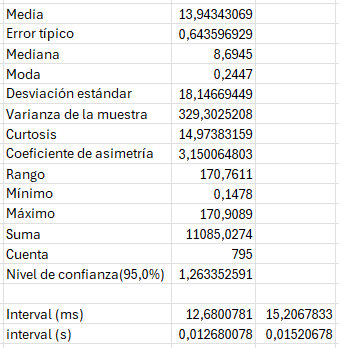 Media 13,94343069
Error típico 0,643596929
Mediana 8,6945
Moda 0,2447
Desviación estándar 18,14669449
Varianza de la muestra 329,3025208
Curtosis 14,97383159
Coeficiente de asimetría 3,150064803
Rango 170,7611
Mínimo 0,1478
Máximo 170,9089
Suma 11085,0274
Cuenta 795
Nivel de confianza(95,0%) 1,263352591
Interval (ms) 12,6800781 15,2067833
interval (s) 0,012680078 0,01520678